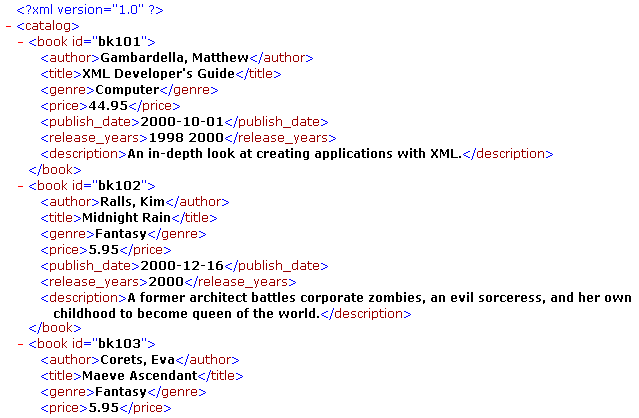 <?xml version="1.0" ?>
- <catalog>
- <book id="bk101">
<author>Gambardella, Matthew</author>
<title>XML Developer's Guide</title>
<genre>Computer</genre>
<price>44.95</price>
<publish_date>2000-10-01</publish_date>
<release_years>1998 2000</release_years>
<description>An in-depth look at creating applications with XML.</description>
</book>
- <book id="bk102">
<author>Ralls, Kim</author>
<title>Midnight Rain</title>
<genre>Fantasy</genre>
<price>5.95</price>
<publish_date>2000-12-16</publish_date>
<release_years>2000</release_years>
<description>A former architect battles corporate zombies, an evil sorceress, and her own
childhood to become queen of the world.</description>
</book>
- <book id="bk103">
<author>Corets, Eva</author>
<title>Maeve Ascendant</title>
<genre>Fantasy</genre>
<price>5.95</price>